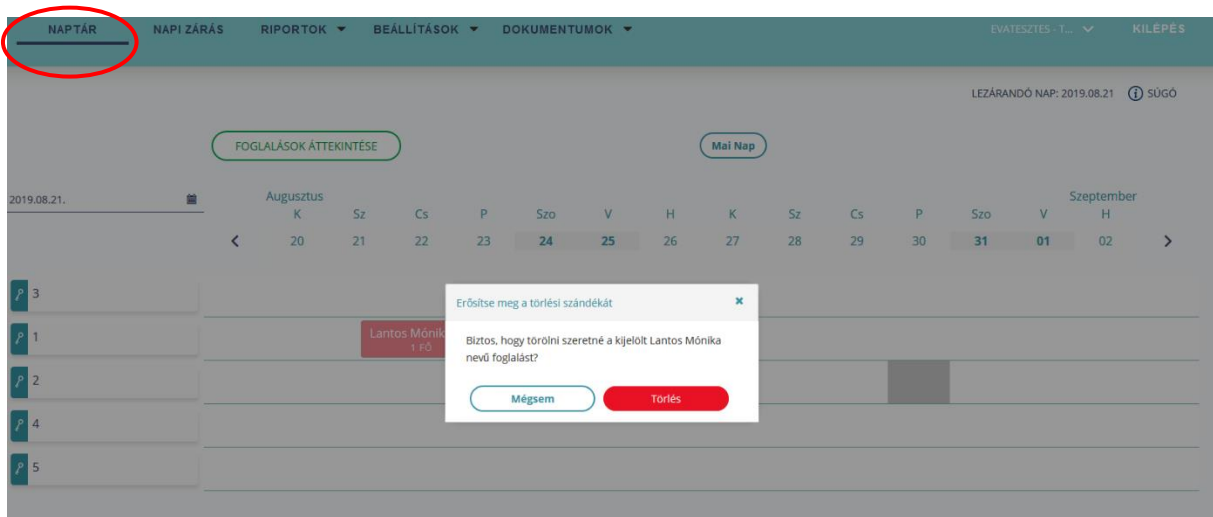 NAPTÁR NAPI ZÁRÁS RIPORTOK BEÁLLÍTÁSOK DOKUMENTUMOK EVATESZTES - T... KILÉPÉS
LEZÁRANDÓ NAP: 2019.08.21 SÚGÓ
FOGLALÁSOK ÁTTEKINTÉSE Mai Nap
2019.08.21. Augusztus Szeptember
K Sz Cs P Szo V H K Sz Cs P Szo V H
20 21 22 23 24 25 26 27 28 29 30 31 01 02
3
Erősítse meg a törlési szándékát
1 Lantos Mónik
1 FŐ
Biztos, hogy törölni szeretné a kijelölt Lantos Mónika
nevű foglalást?
2
Mégsem Törlés
4
5